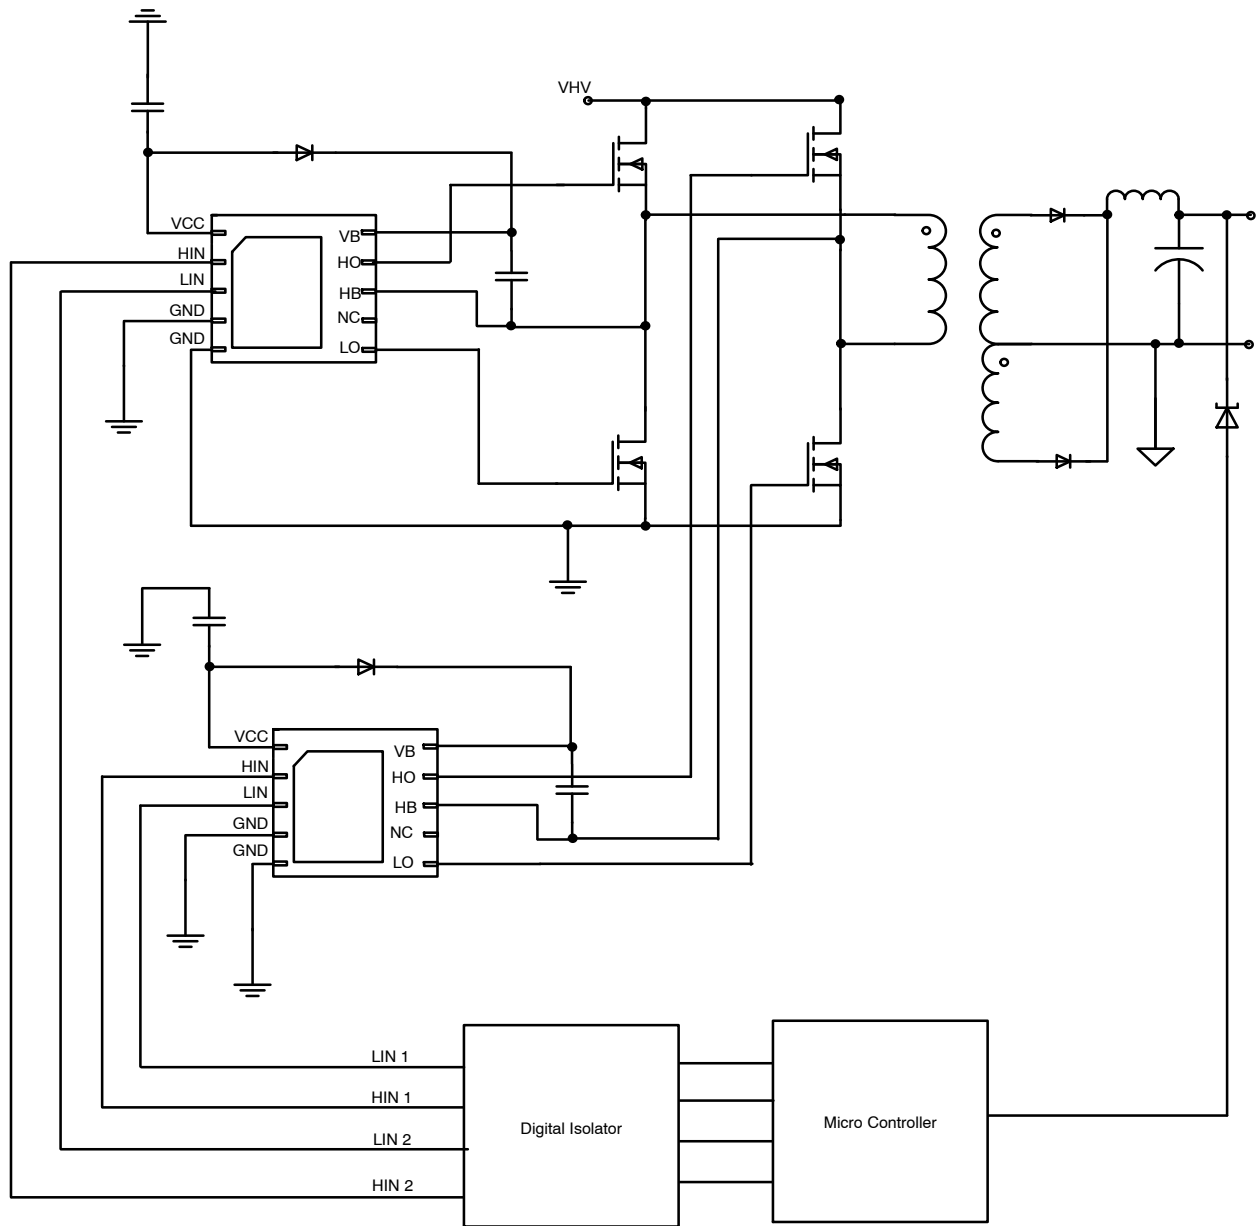 VHV
VCC
HIN
LIN
GND
GND
VB
HO
HB
NC
LO
VCC
HIN
LIN
GND
GND
VB
HO
HB
NC
LO
LIN 1
HIN 1
LIN 2
HIN 2
Digital Isolator
Micro Controller